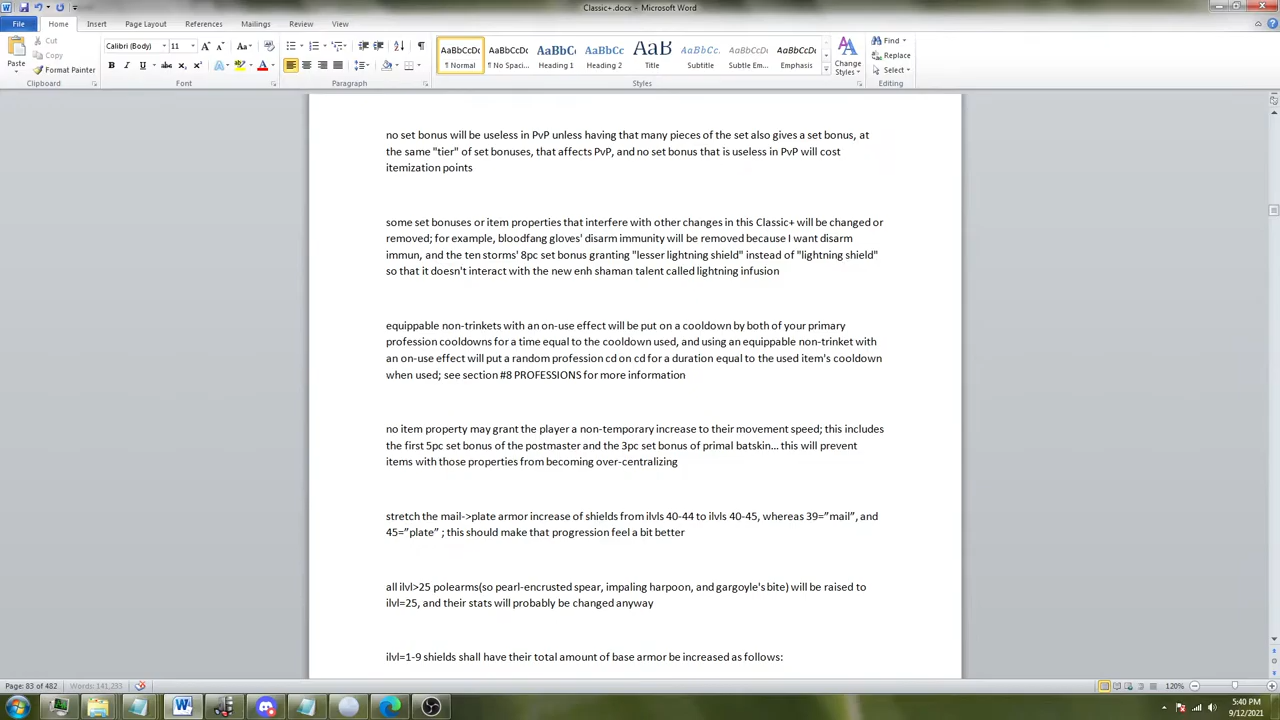 Classic+.docx - Microsoft Word
File Home Insert Page Layout References Mailings Review View
Paste
Cut
Copy
Format Painter
Clipboard
Calibri (Body) 11
Font
Paragraph
AaBbCcDc AaBbCcDc AaBbC AaBbCc AaB AaBbCcI AaBbCcDc AaBbCcDc
¶ Normal ¶ No Spaci... Heading 1 Heading 2 Title Subtitle Subtle Em... Emphasis
Change Styles
Styles
Find
Replace
Select
Editing
no set bonus will be useless in PvP unless having that many pieces of the set also gives a set bonus, at
the same "tier" of set bonuses, that affects PvP, and no set bonus that is useless in PvP will cost
itemization points
some set bonuses or item properties that interfere with other changes in this Classic+ will be changed or
removed; for example, bloodfang gloves' disarm immunity will be removed because I want disarm
immun, and the ten storms' 8pc set bonus granting "lesser lightning shield" instead of "lightning shield"
so that it doesn't interact with the new enh shaman talent called lightning infusion
equippable non-trinkets with an on-use effect will be put on a cooldown by both of your primary
profession cooldowns for a time equal to the cooldown used, and using an equippable non-trinket with
an on-use effect will put a random profession cd on cd for a duration equal to the used item's cooldown
when used; see section #8 PROFESSIONS for more information
no item property may grant the player a non-temporary increase to their movement speed; this includes
the first 5pc set bonus of the postmaster and the 3pc set bonus of primal batskin... this will prevent
items with those properties from becoming over-centralizing
stretch the mail->plate armor increase of shields from ilvls 40-44 to ilvls 40-45, whereas 39=”mail”, and
45=”plate” ; this should make that progression feel a bit better
all ilvl>25 polearms(so pearl-encrusted spear, impaling harpoon, and gargoyle's bite) will be raised to
ilvl=25, and their stats will probably be changed anyway
ilvl=1-9 shields shall have their total amount of base armor be increased as follows:
Page: 83 of 482 Words: 141,293 120%
5:40 PM
9/12/2021